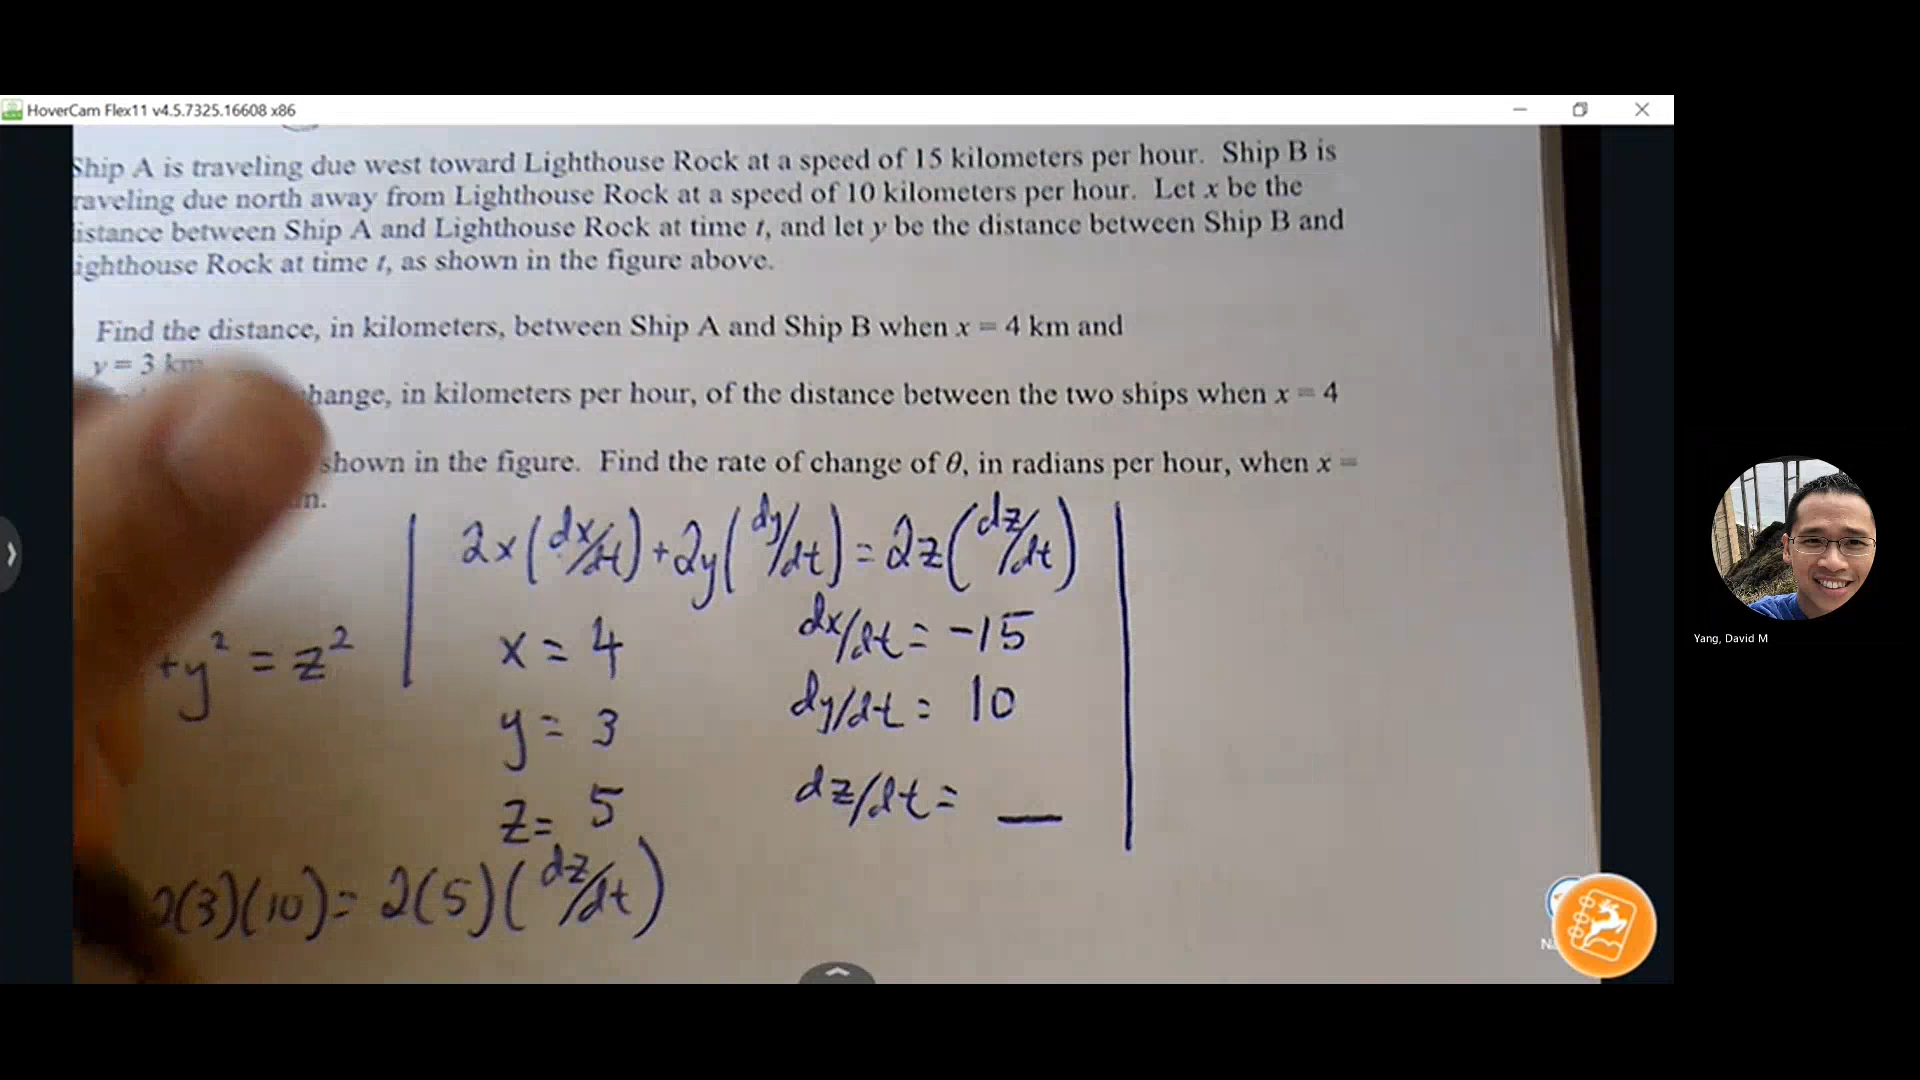 HoverCam Flex11 v4.5.7325.16608 x86
Ship A is traveling due west toward Lighthouse Rock at a speed of 15 kilometers per hour. Ship B is
raveling due north away from Lighthouse Rock at a speed of 10 kilometers per hour. Let x be the
istance between Ship A and Lighthouse Rock at time t, and let y be the distance between Ship B and
ighthouse Rock at time t, as shown in the figure above.
Find the distance, in kilometers, between Ship A and Ship B when x = 4 km and
y = 3 km
hange, in kilometers per hour, of the distance between the two ships when x = 4
shown in the figure. Find the rate of change of θ, in radians per hour, when x =
m.
2x(dx/dt) + 2y(dy/dt) = 2z(dz/dt)
+y² = z²
x = 4
dx/dt = -15
y = 3
dy/dt = 10
z = 5
dz/dt = __
2(3)(10) = 2(5)(dz/dt)
Yang, David M